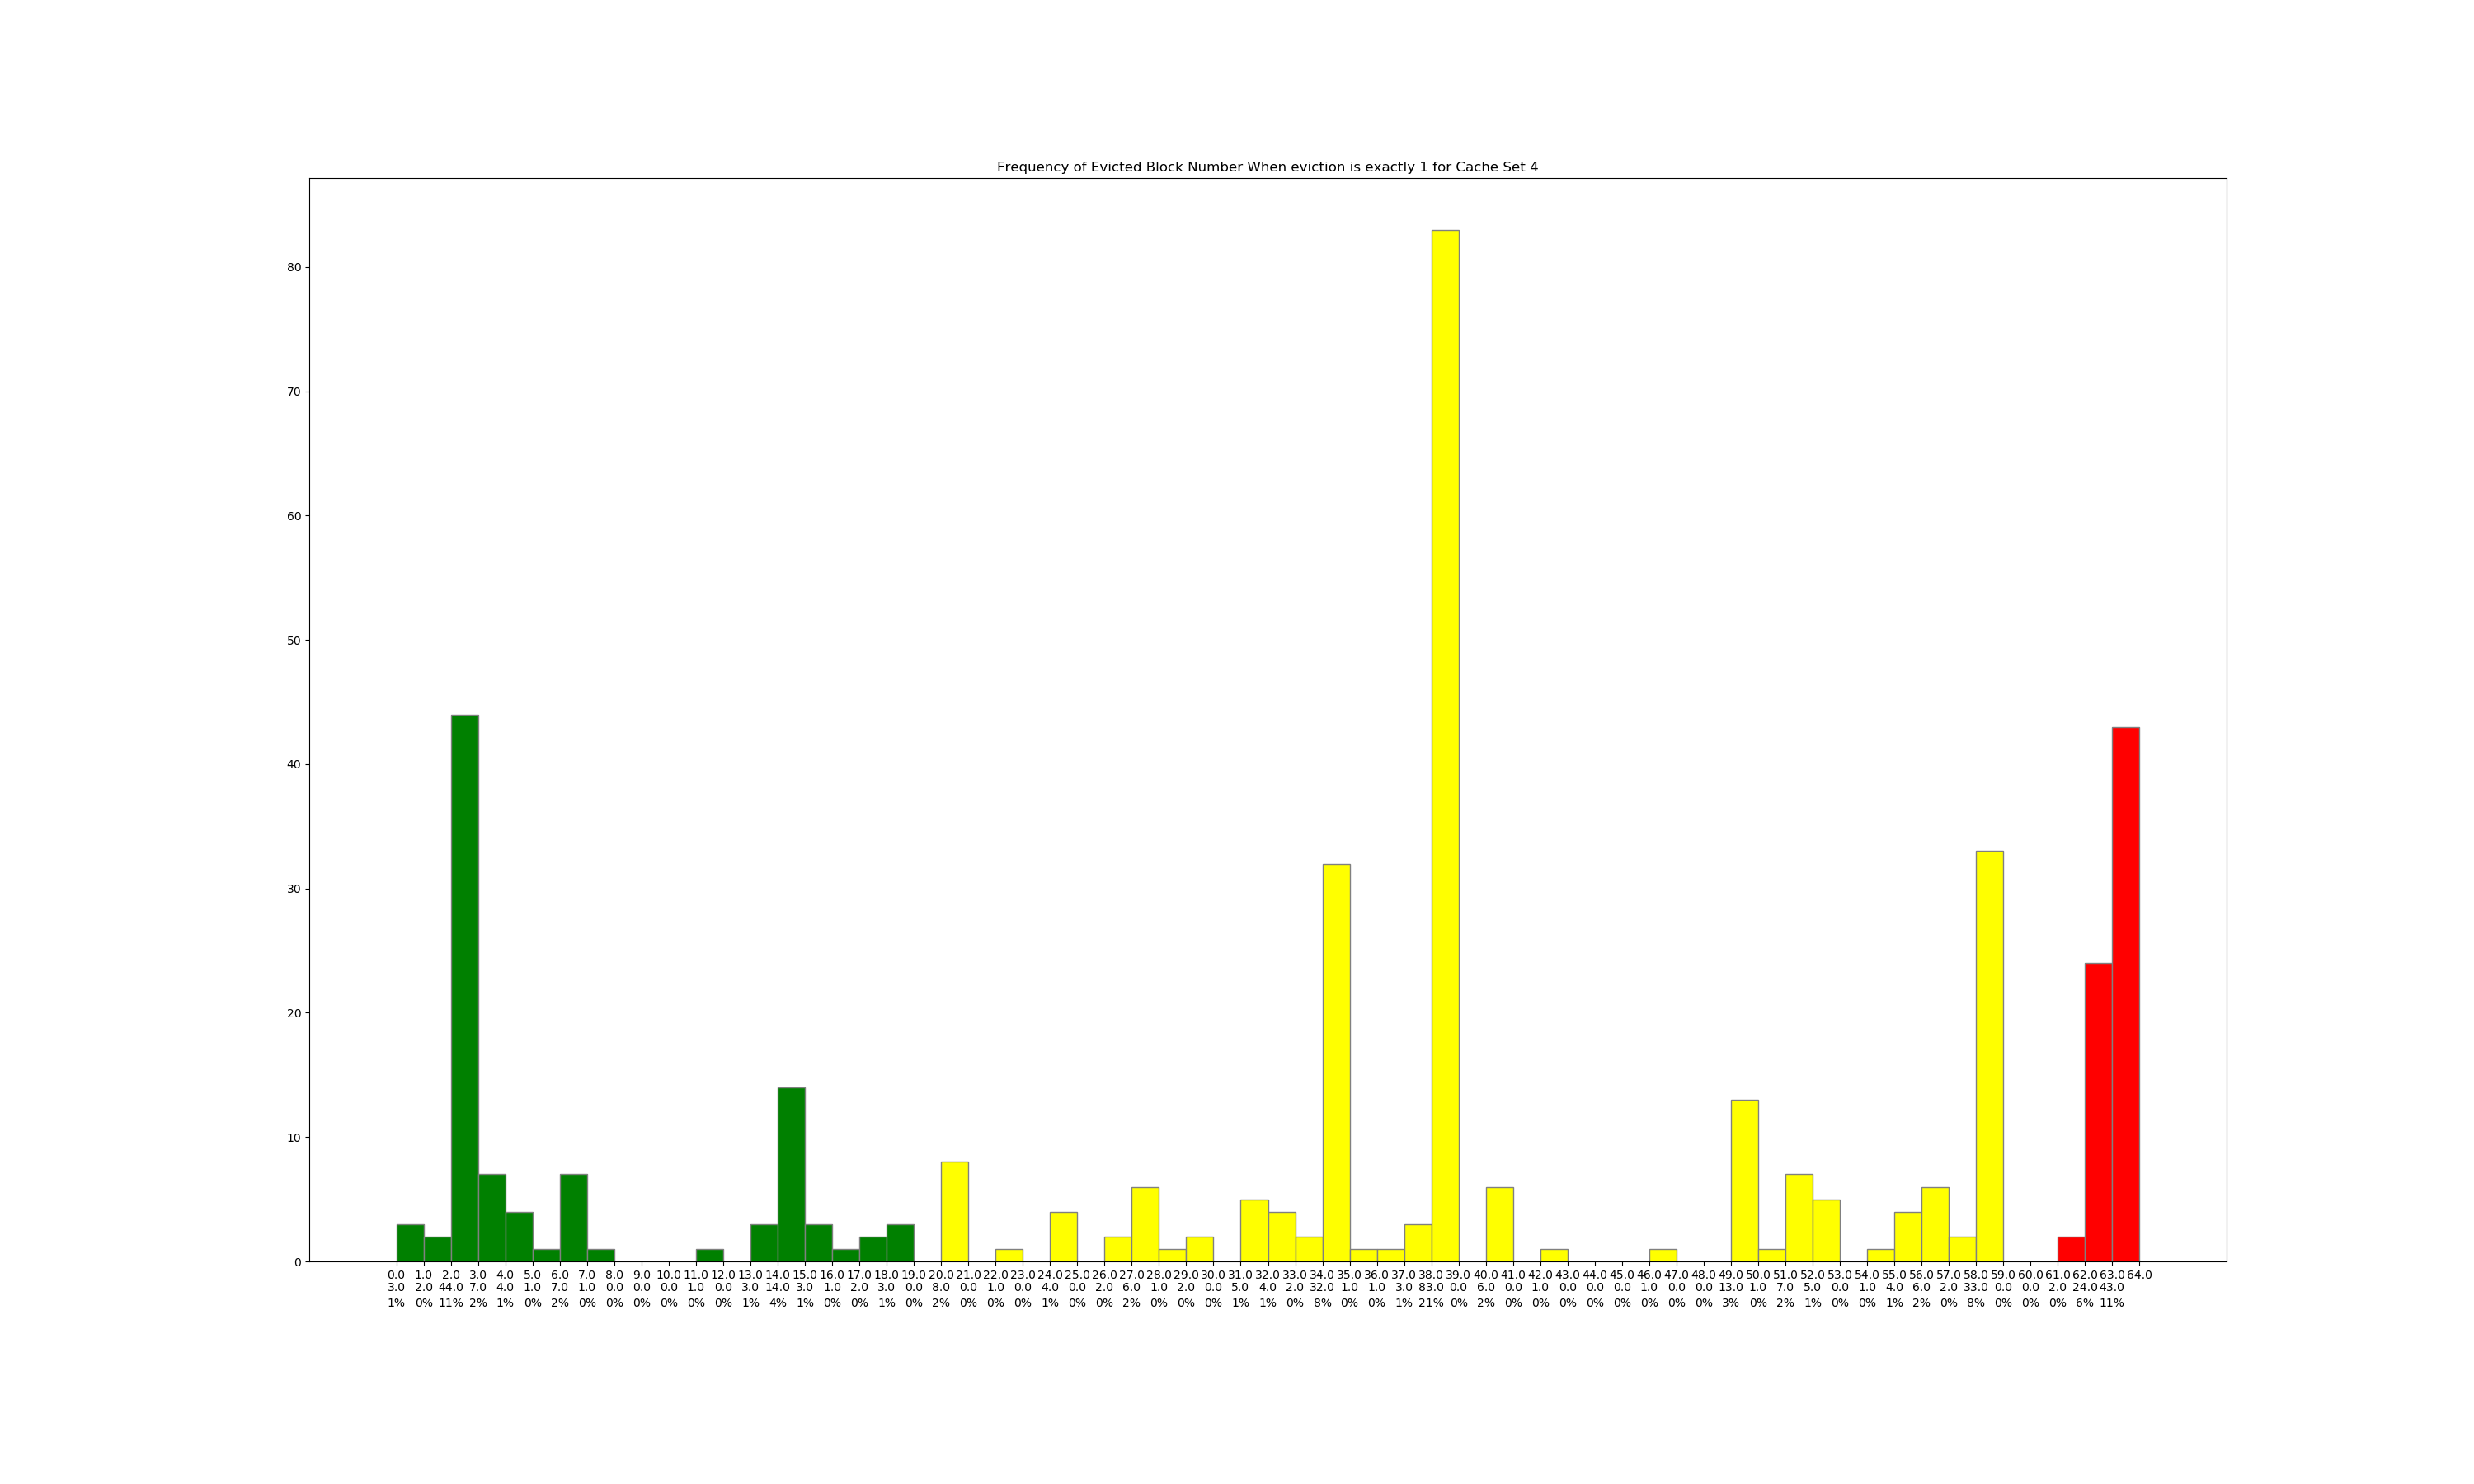 Frequency of Evicted Block Number When eviction is exactly 1 for Cache Set 4
80
70
60
50
40
30
20
10
0
0.0 1.0 2.0 3.0 4.0 5.0 6.0 7.0 8.0 9.0 10.0 11.0 12.0 13.0 14.0 15.0 16.0 17.0 18.0 19.0 20.0 21.0 22.0 23.0 24.0 25.0 26.0 27.0 28.0 29.0 30.0 31.0 32.0 33.0 34.0 35.0 36.0 37.0 38.0 39.0 40.0 41.0 42.0 43.0 44.0 45.0 46.0 47.0 48.0 49.0 50.0 51.0 52.0 53.0 54.0 55.0 56.0 57.0 58.0 59.0 60.0 61.0 62.0 63.0 64.0
3.0 2.0 44.0 7.0 4.0 1.0 7.0 1.0 0.0 0.0 0.0 1.0 0.0 3.0 14.0 3.0 1.0 2.0 3.0 0.0 8.0 0.0 1.0 0.0 4.0 0.0 2.0 6.0 1.0 2.0 0.0 5.0 4.0 2.0 32.0 1.0 1.0 3.0 83.0 0.0 6.0 0.0 1.0 0.0 0.0 0.0 1.0 0.0 0.0 13.0 1.0 7.0 5.0 0.0 1.0 4.0 6.0 2.0 33.0 0.0 0.0 2.0 24.0 43.0
1% 0% 11% 2% 1% 0% 2% 0% 0% 0% 0% 0% 0% 1% 4% 1% 0% 0% 1% 0% 2% 0% 0% 0% 1% 0% 0% 2% 0% 0% 0% 1% 1% 0% 8% 0% 0% 1% 21% 0% 2% 0% 0% 0% 0% 0% 0% 0% 0% 3% 0% 2% 1% 0% 0% 1% 2% 0% 8% 0% 0% 0% 6% 11%